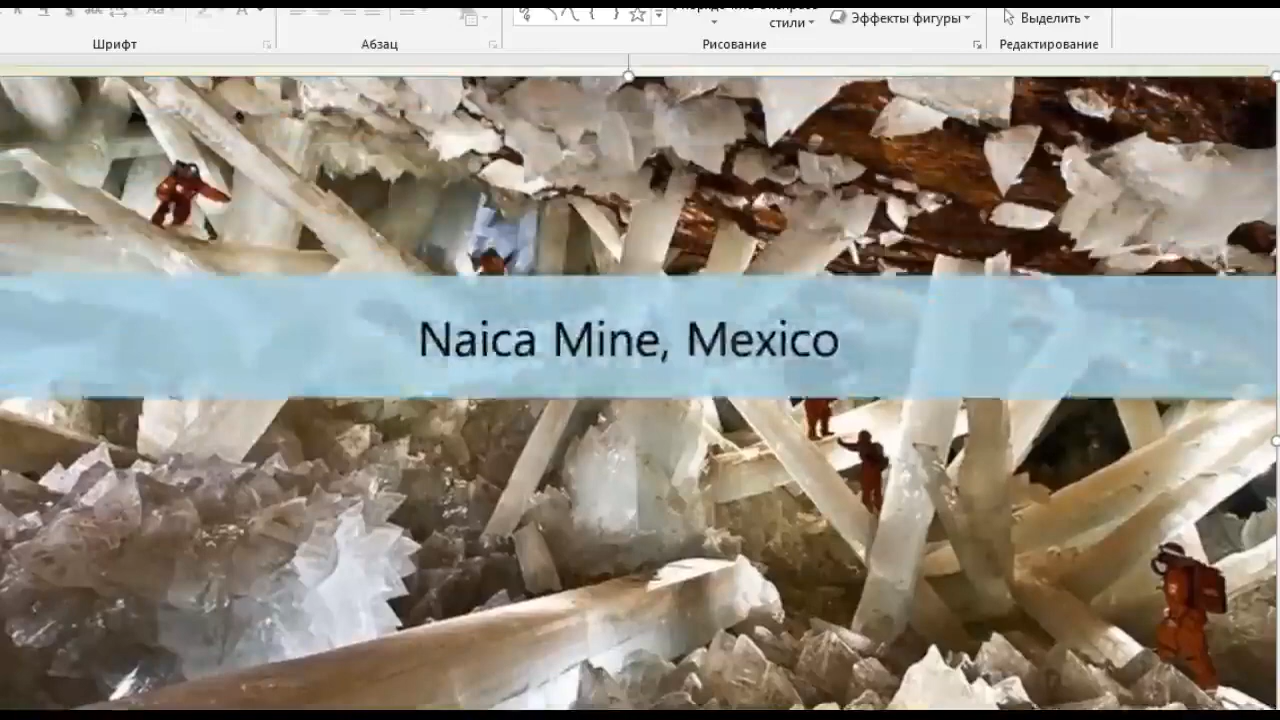 стили
Эффекты фигуры
Выделить
Шрифт
Абзац
Рисование
Редактирование
Naica Mine, Mexico